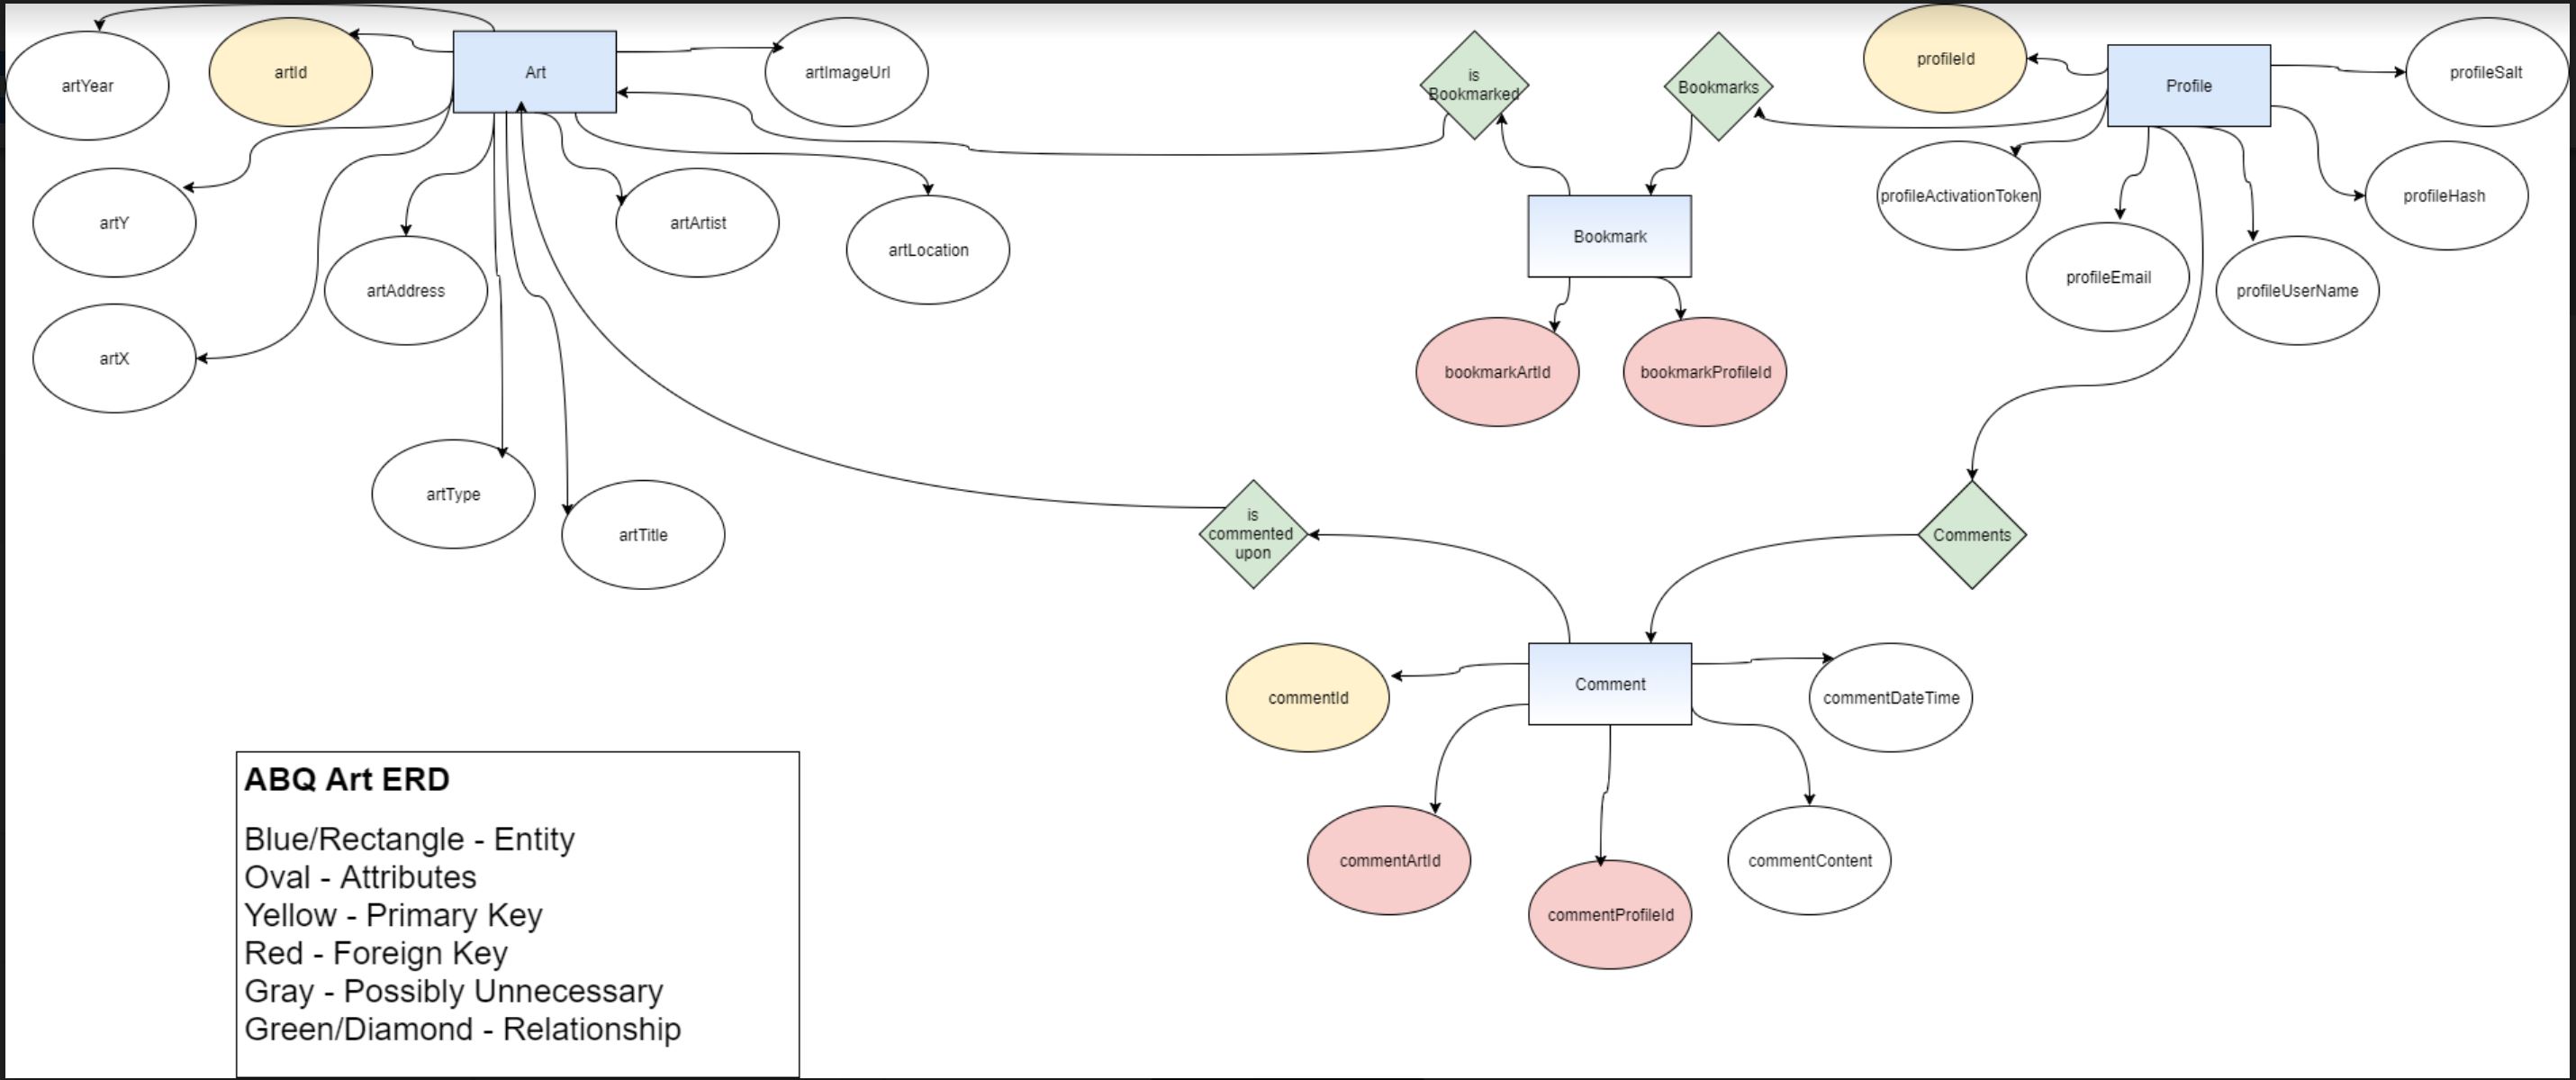 artYear
artId
Art
artImageUrl
is
Bookmarked
Bookmarks
profileId
Profile
profileSalt
artY
artAddress
artArtist
artLocation
Bookmark
profileActivationToken
profileEmail
profileUserName
profileHash
artX
bookmarkArtId
bookmarkProfileId
artType
artTitle
is
commented
upon
Comments
commentId
Comment
commentDateTime
commentArtId
commentProfileId
commentContent
ABQ Art ERD
Blue/Rectangle - Entity
Oval - Attributes
Yellow - Primary Key
Red - Foreign Key
Gray - Possibly Unnecessary
Green/Diamond - Relationship